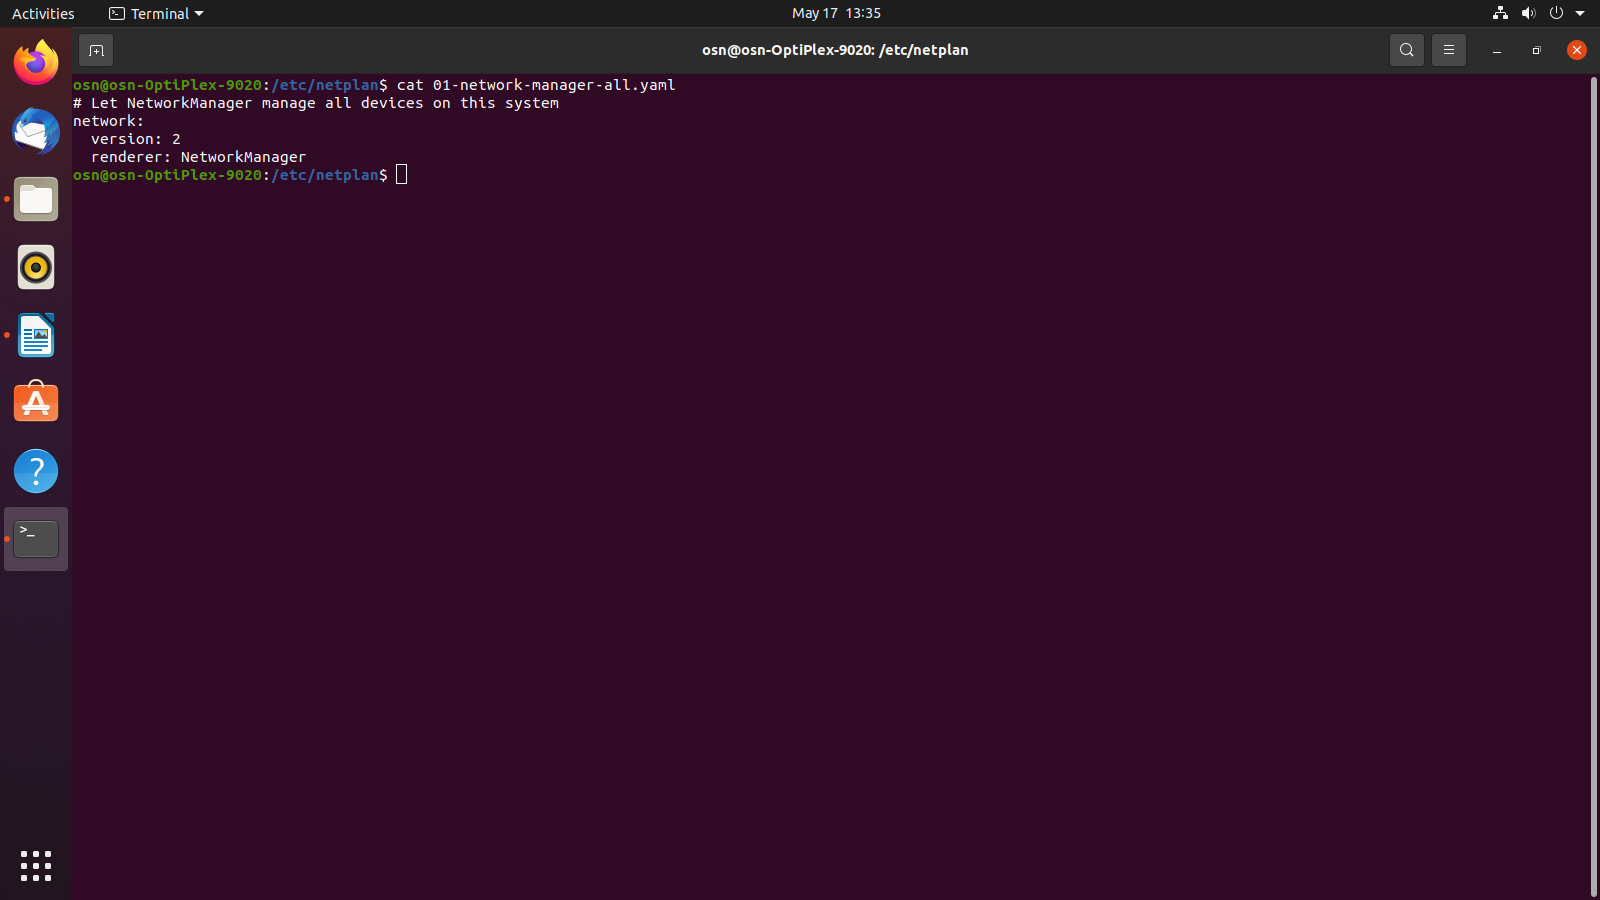 Activities
Terminal
May 17 13:35
osn@osn-OptiPlex-9020: /etc/netplan
osn@osn-OptiPlex-9020:/etc/netplan$ cat 01-network-manager-all.yaml
# Let NetworkManager manage all devices on this system
network:
  version: 2
  renderer: NetworkManager
osn@osn-OptiPlex-9020:/etc/netplan$